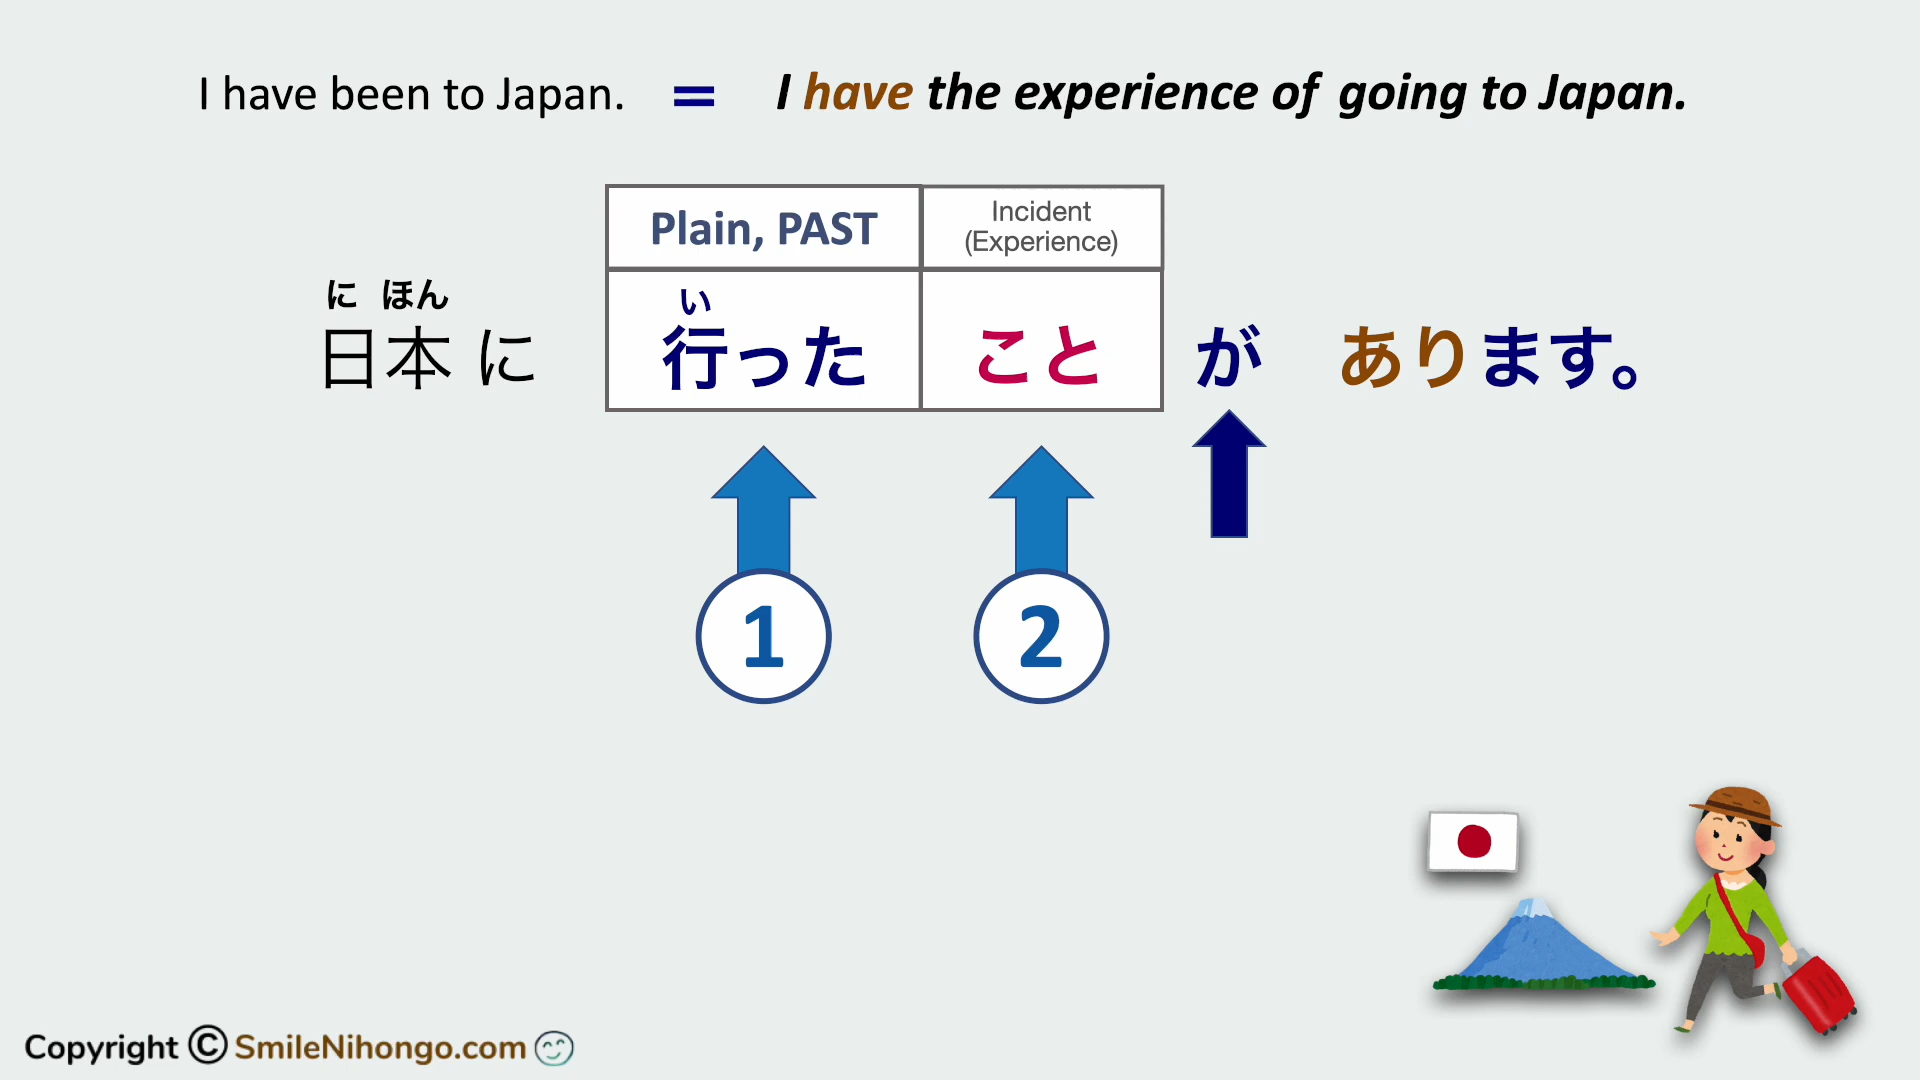 I have been to Japan. = I have the experience of going to Japan.
Plain, PAST
Incident
(Experience)
に ほん
い
日本 に 行った こと が あります。
1 2
Copyright © SmileNihongo.com